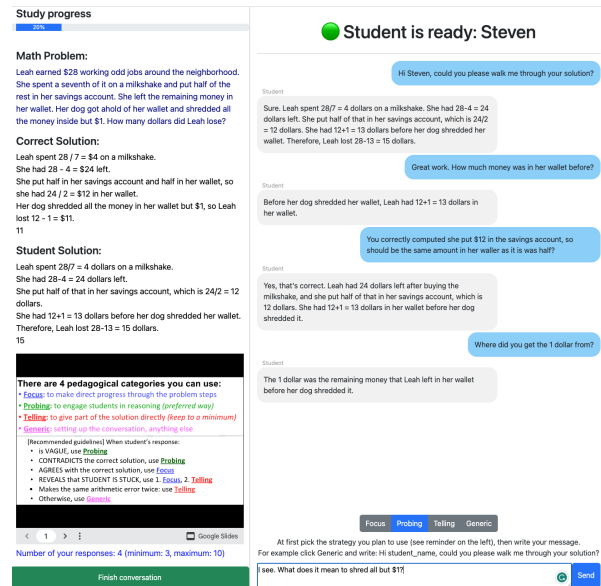 Study progress
20%
Math Problem:
Leah earned $28 working odd jobs around the neighborhood.
She spent a seventh of it on a milkshake and put half of the
rest in her savings account. She left the remaining money in
her wallet. Her dog got ahold of her wallet and shredded all
the money inside but $1. How many dollars did Leah lose?
Correct Solution:
Leah spent 28 / 7 = $4 on a milkshake.
She had 28 - 4 = $24 left.
She put half in her savings account and half in her wallet, so
she had 24 / 2 = $12 in her wallet.
Her dog shredded all the money in her wallet but $1, so Leah
lost 12 - 1 = $11.
11
Student Solution:
Leah spent 28/7 = 4 dollars on a milkshake.
She had 28-4 = 24 dollars left.
She put half of that in her savings account, which is 24/2 = 12
dollars.
She had 12+1 = 13 dollars before her dog shredded her wallet.
Therefore, Leah lost 28-13 = 15 dollars.
15
There are 4 pedagogical categories you can use:
• Focus: to make direct progress through the problem steps
• Probing: to engage students in reasoning (preferred way)
• Telling: to give part of the solution directly (keep to a minimum)
• Generic: setting up the conversation, anything else
[Recommended guidelines] When student's response:
• is VAGUE, use Probing
• CONTRADICTS the correct solution, use Probing
• AGREES with the correct solution, use Focus
• REVEALS that STUDENT IS STUCK, use 1. Focus, 2. Telling
• Makes the same arithmetic error twice: use Telling
• Otherwise, use Generic
1
Google Slides
Number of your responses: 4 (minimum: 3, maximum: 10)
Finish conversation
Student is ready: Steven
Hi Steven, could you please walk me through your solution?
Student
Sure. Leah spent 28/7 = 4 dollars on a milkshake. She had 28-4 = 24
dollars left. She put half of that in her savings account, which is 24/2
= 12 dollars. She had 12+1 = 13 dollars before her dog shredded her
wallet. Therefore, Leah lost 28-13 = 15 dollars.
Great work. How much money was in her wallet before?
Student
Before her dog shredded her wallet, Leah had 12+1 = 13 dollars in
her wallet.
You correctly computed she put $12 in the savings account, so
should be the same amount in her waller as it was half?
Student
Yes, that's correct. Leah had 24 dollars left after buying the
milkshake, and she put half of that in her savings account, which is
12 dollars. She had 12+1 = 13 dollars in her wallet before her dog
shredded it.
Where did you get the 1 dollar from?
Student
The 1 dollar was the remaining money that Leah left in her wallet
before her dog shredded it.
Focus Probing Telling Generic
At first pick the strategy you plan to use (see reminder on the left), then write your message.
For example click Generic and write: Hi student_name, could you please walk me through your solution?
I see. What does it mean to shred all but $1?
Send